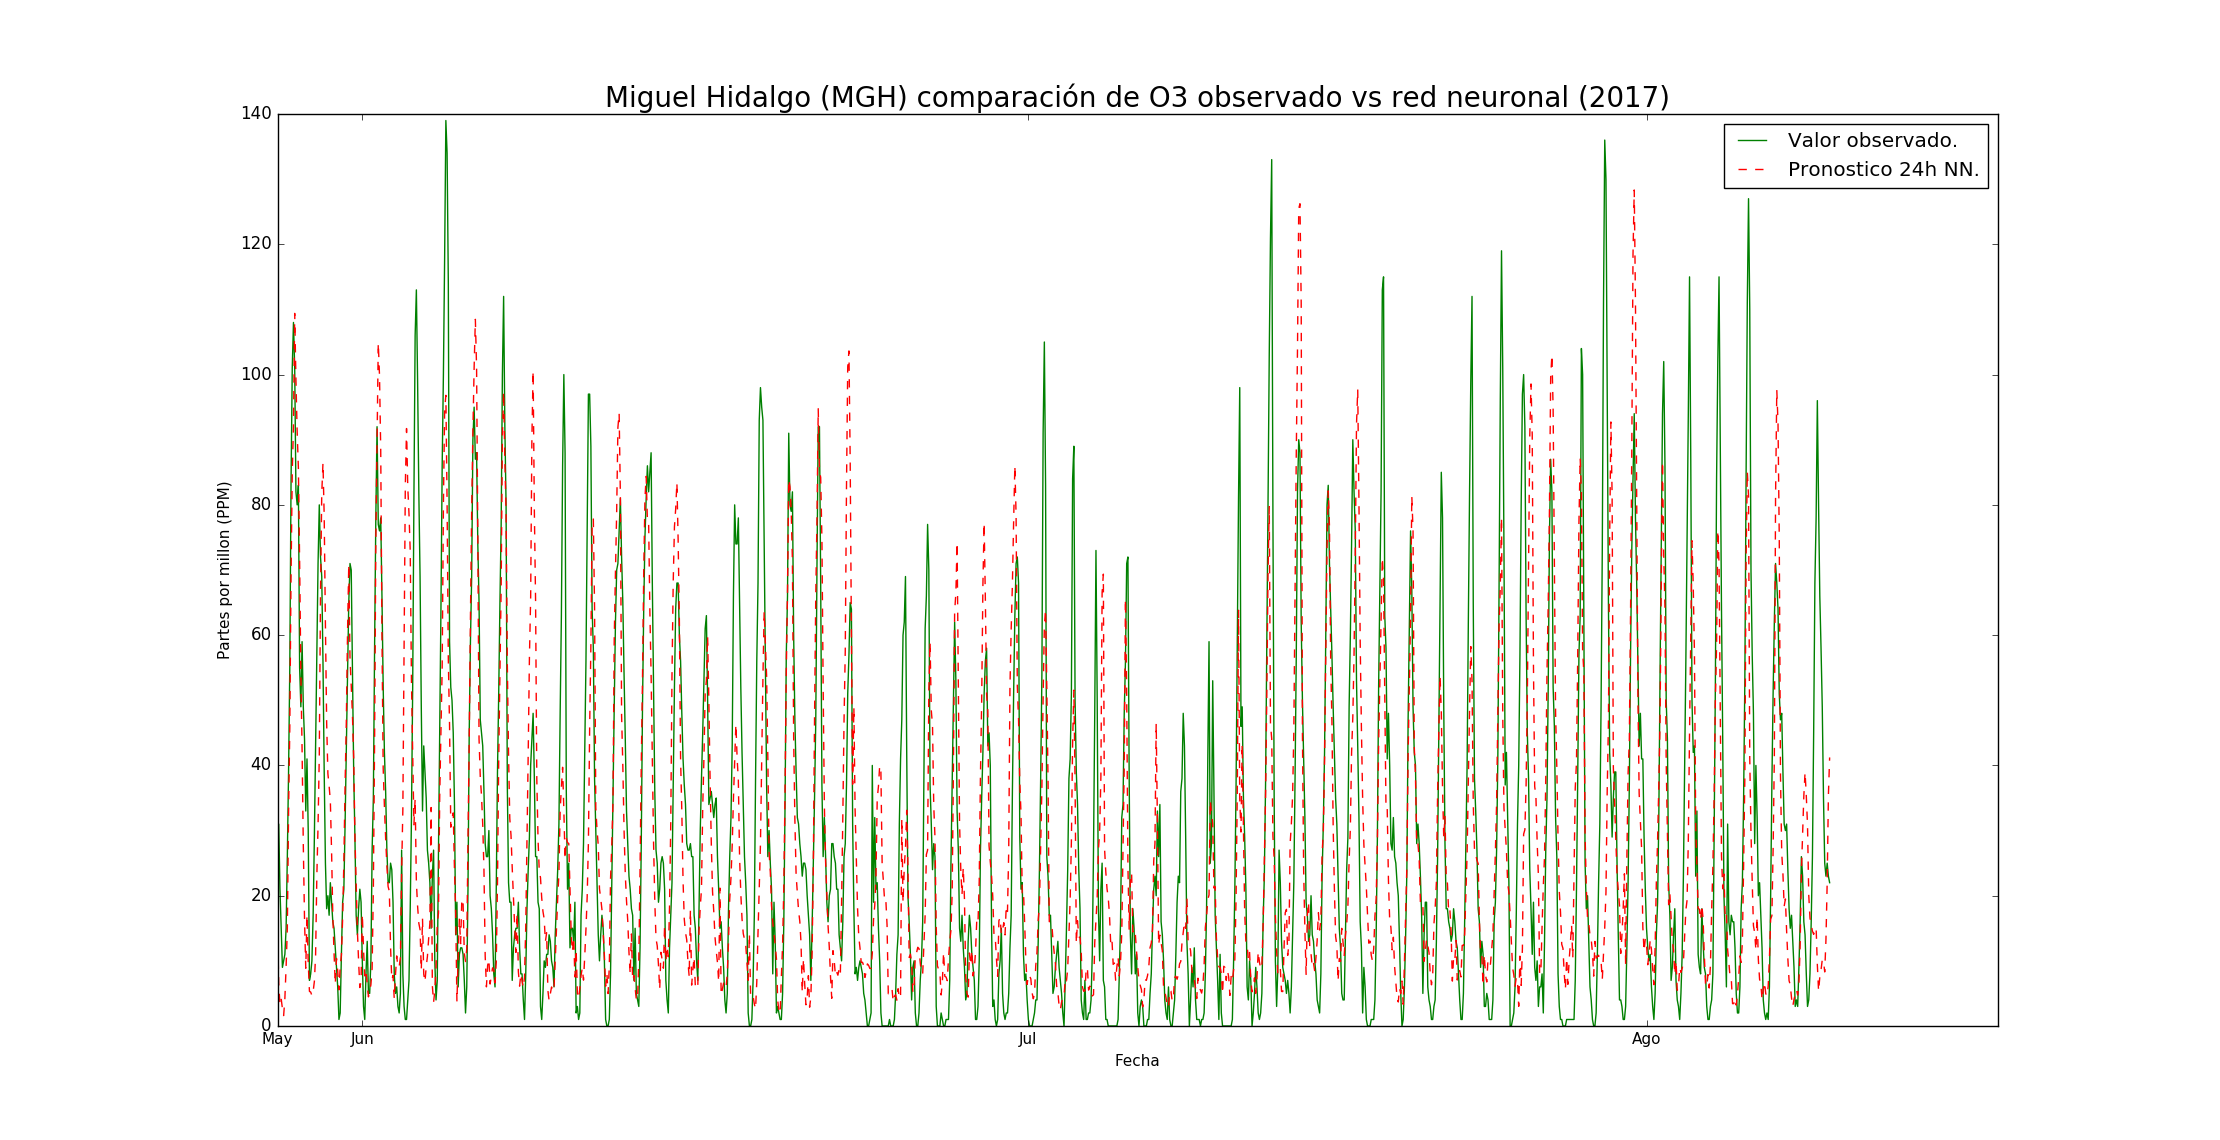 Miguel Hidalgo (MGH) comparación de O3 observado vs red neuronal (2017)
Valor observado.
Pronostico 24h NN.
140
120
100
80
60
40
20
0
Partes por millon (PPM)
May Jun Jul Ago
Fecha